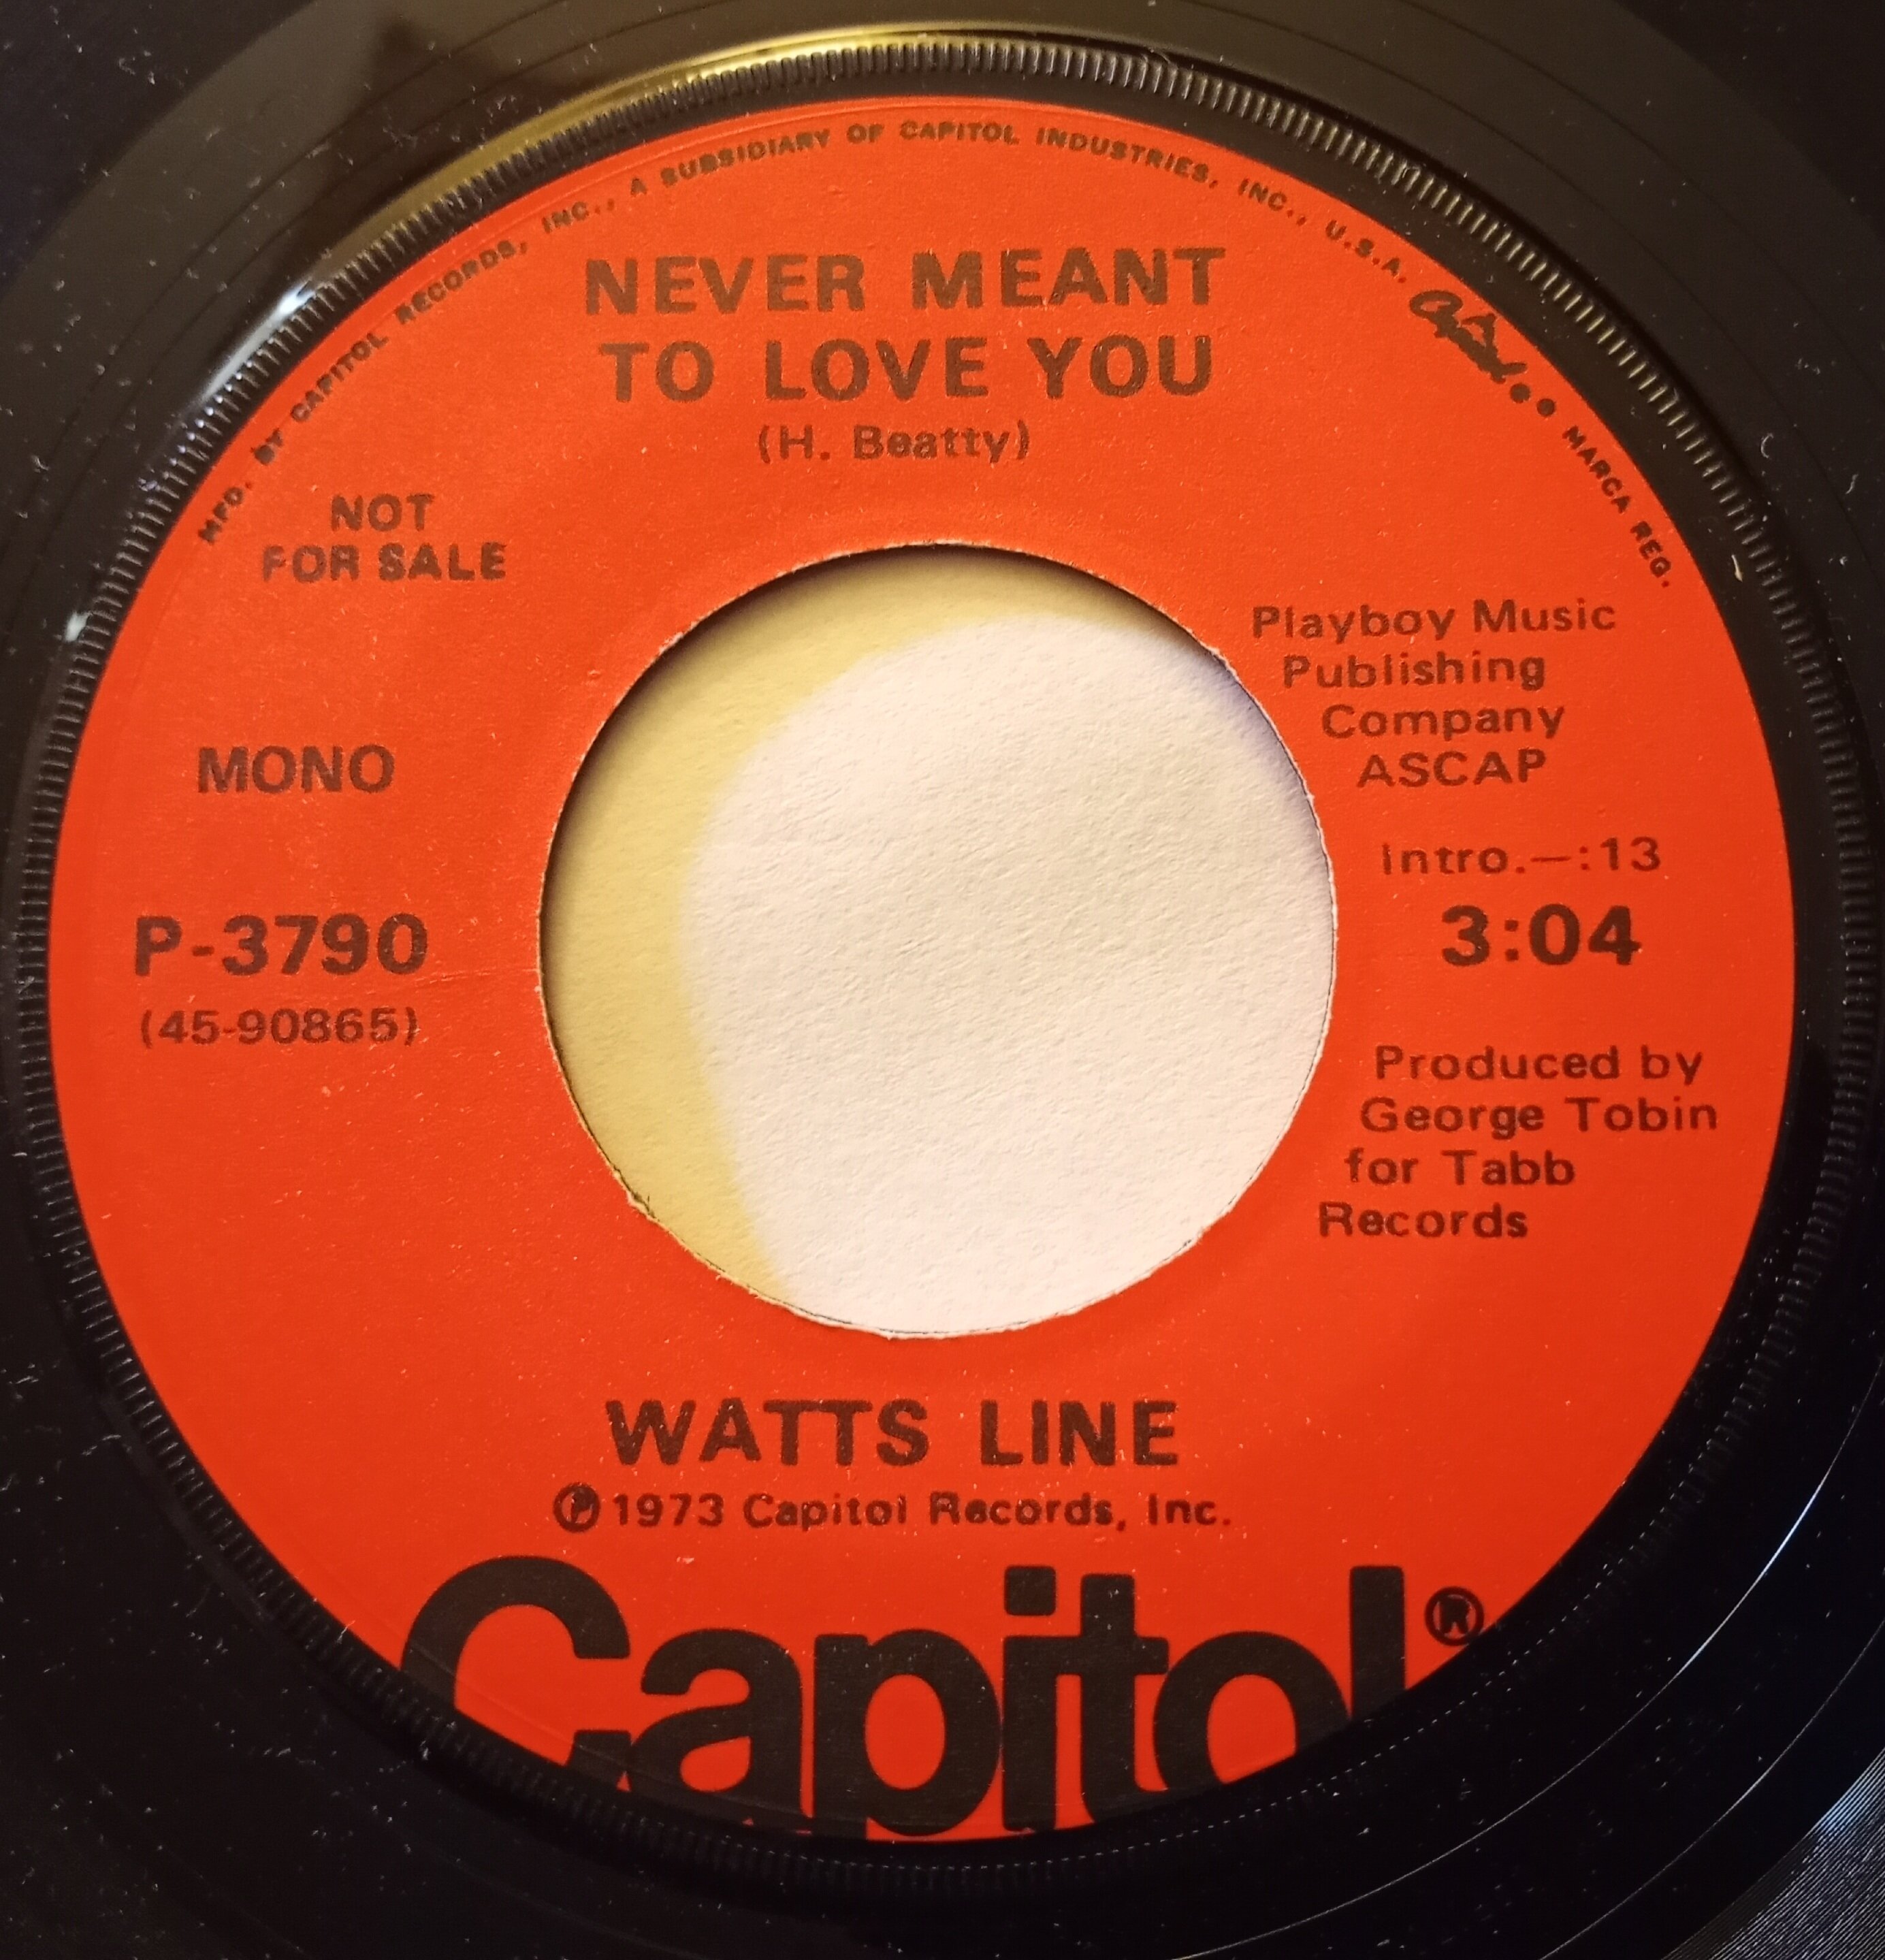 MFD. by CAPITOL RECORDS, INC., A SUBSIDIARY OF CAPITOL INDUSTRIES, INC., U.S.A. Capitol • • MARCA REG.
NEVER MEANT
TO LOVE YOU
(H. Beatty)
NOT
FOR SALE
MONO
P-3790
(45-90865)
Playboy Music
Publishing
Company
ASCAP
Intro.—:13
3:04
Produced by
George Tobin
for Tabb
Records
WATTS LINE
℗ 1973 Capitol Records, Inc.
Capitol®